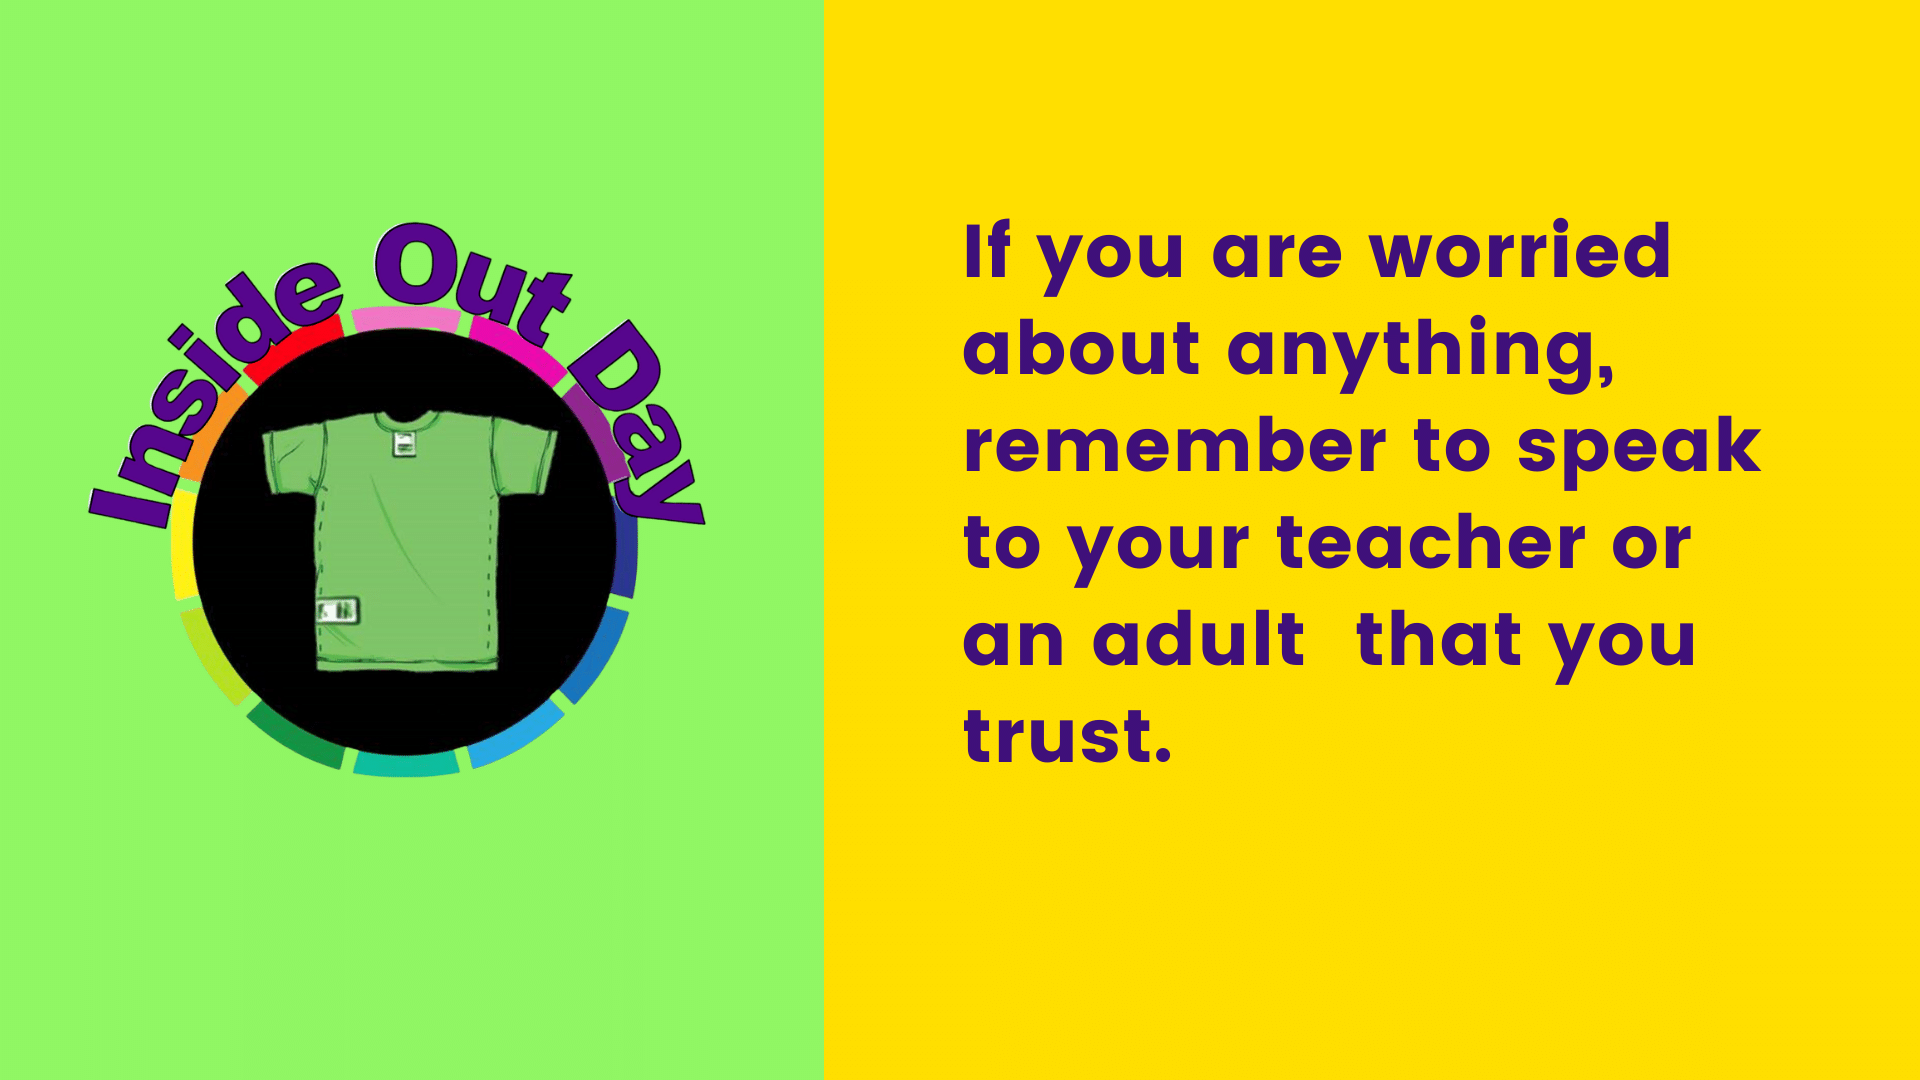 Inside Out Day
If you are worried
about anything,
remember to speak
to your teacher or
an adult  that you
trust.